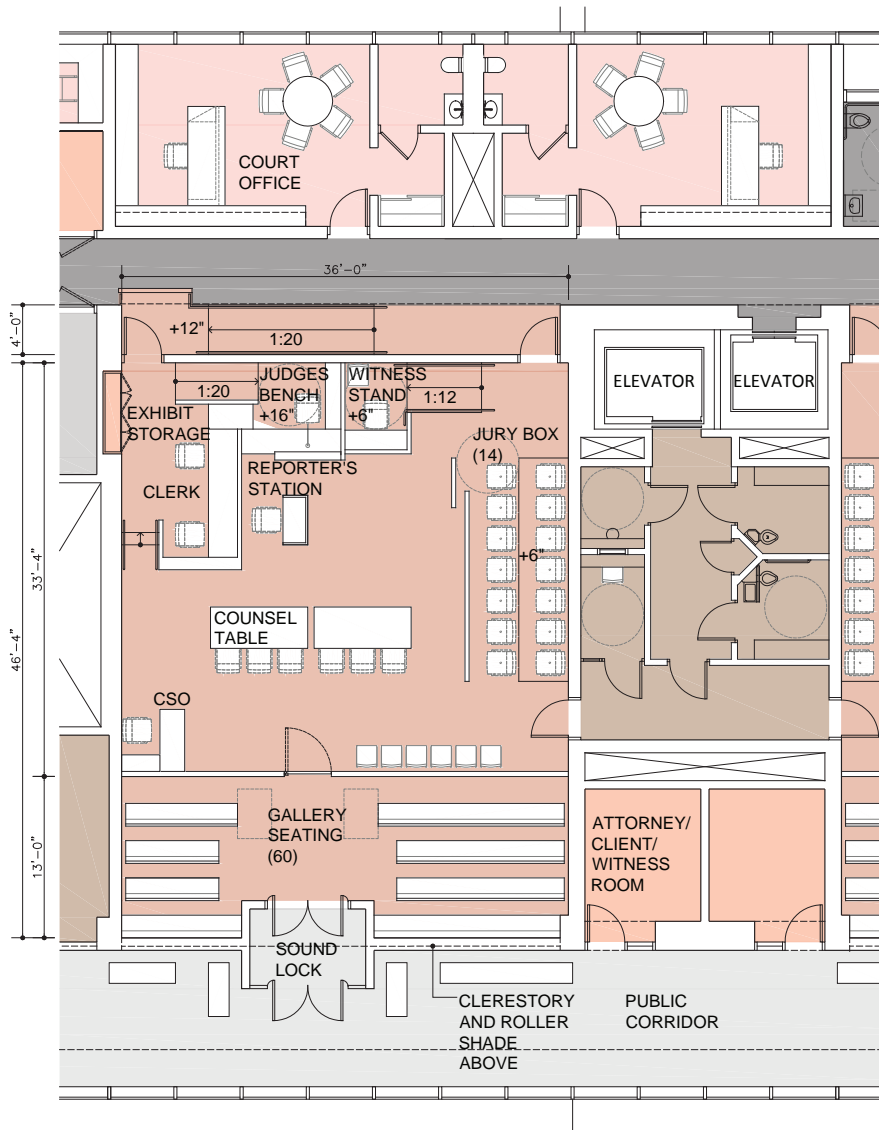 COURT
OFFICE
36'-0"
4'-0"
+12"
1:20
ELEVATOR
ELEVATOR
1:20
JUDGES
BENCH
+16"
WITNESS
STAND
+6"
1:12
EXHIBIT
STORAGE
JURY BOX
(14)
REPORTER'S
STATION
CLERK
+6"
33'-4"
46'-4"
COUNSEL
TABLE
CSO
GALLERY
SEATING
(60)
13'-0"
ATTORNEY/
CLIENT/
WITNESS
ROOM
SOUND
LOCK
CLERESTORY
AND ROLLER
SHADE
ABOVE
PUBLIC
CORRIDOR